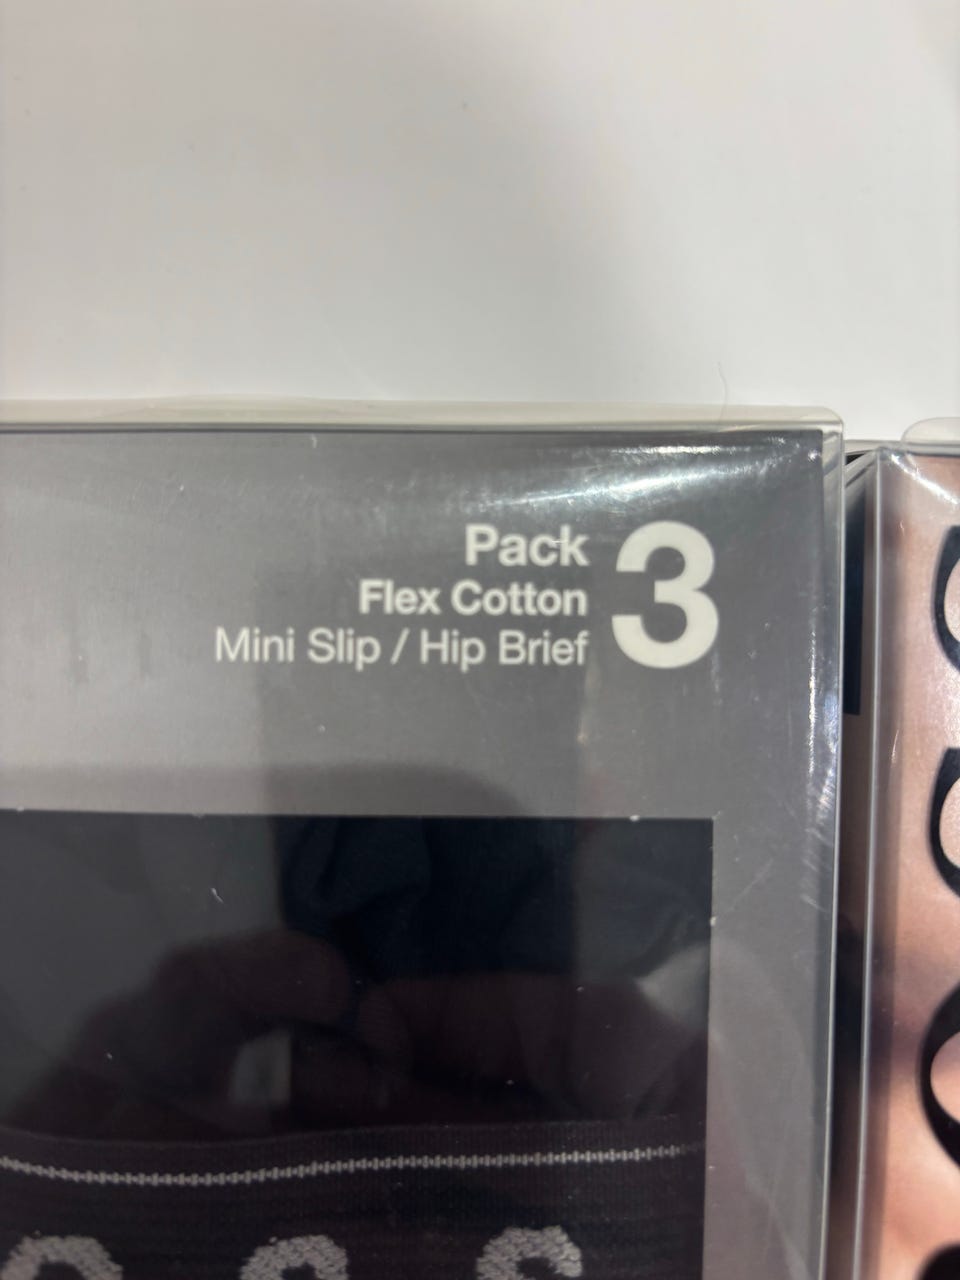 Pack 3
Flex Cotton
Mini Slip / Hip Brief